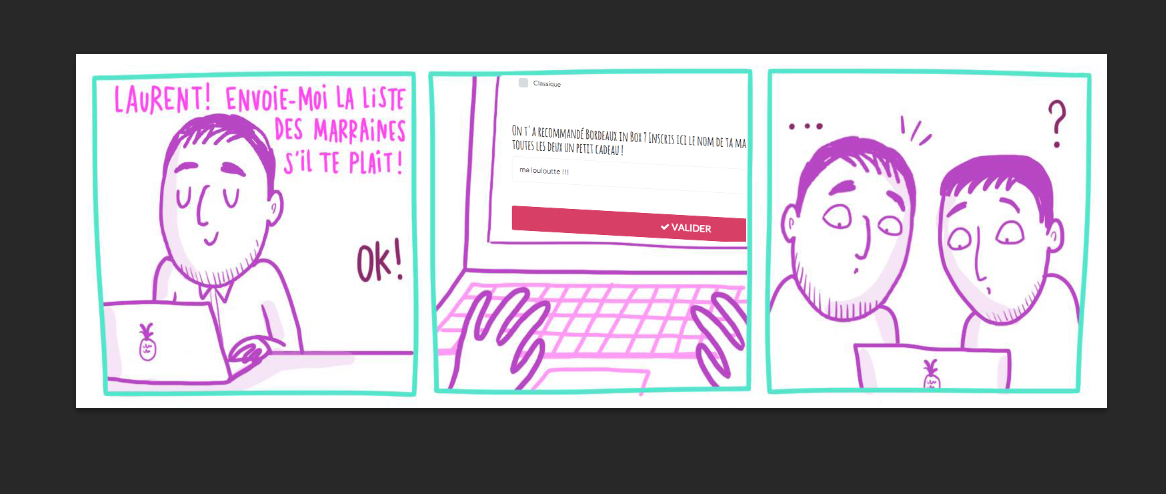 LAURENT! ENVOIE-MOI LA LISTE
DES MARRAINES
S'IL TE PLAÎT!
OK!
Classique
ON T'A RECOMMANDÉ BORDEAUX IN BOX ? INSCRIS ICI LE NOM DE TA MA
TOUTES LES DEUX UN PETIT CADEAU !
ma louloutte !!!
✔ VALIDER
...
?